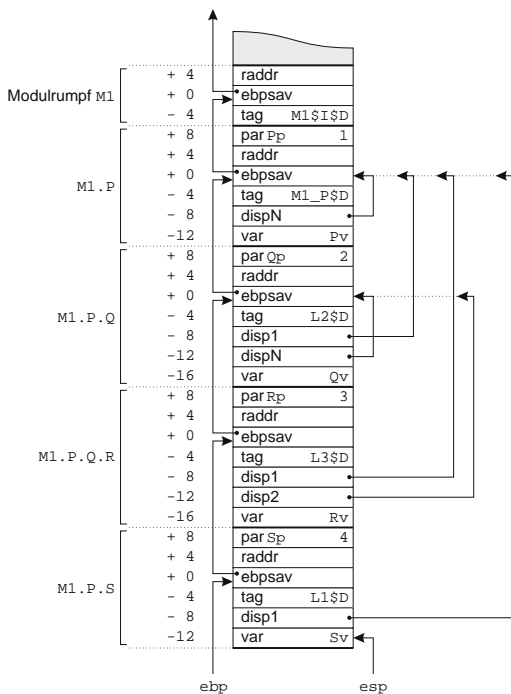 + 4 raddr
Modulrumpf M1 + 0 ebpsav
- 4 tag M1$I$D
+ 8 par Pp 1
+ 4 raddr
M1.P + 0 ebpsav
- 4 tag M1_P$D
- 8 dispN
-12 var Pv
+ 8 par Qp 2
+ 4 raddr
+ 0 ebpsav
M1.P.Q - 4 tag L2$D
- 8 disp1
-12 dispN
-16 var Qv
+ 8 par Rp 3
+ 4 raddr
+ 0 ebpsav
M1.P.Q.R - 4 tag L3$D
- 8 disp1
-12 disp2
-16 var Rv
+ 8 par Sp 4
+ 4 raddr
M1.P.S + 0 ebpsav
- 4 tag L1$D
- 8 disp1
-12 var Sv
ebp esp